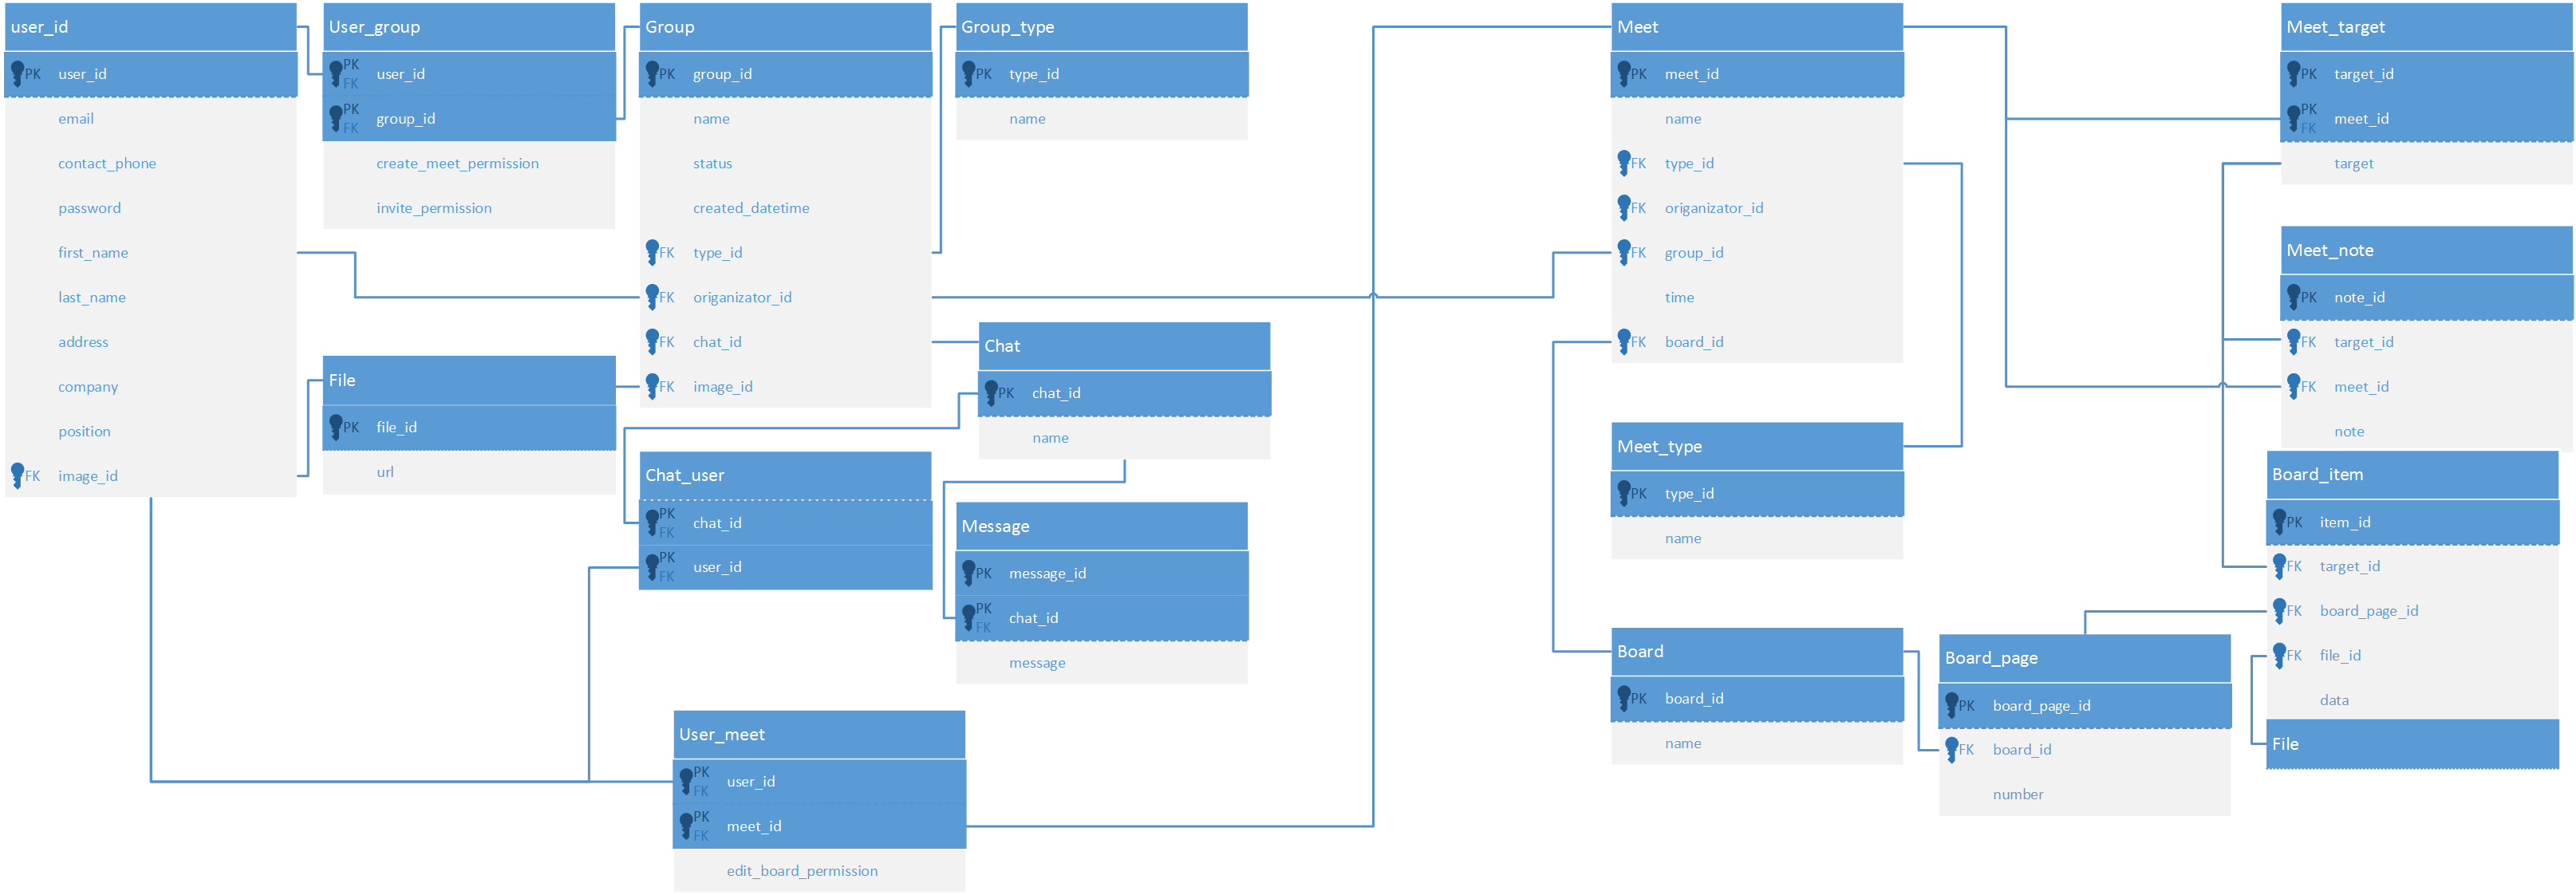 user_id
PK user_id
email
contact_phone
password
first_name
last_name
address
company
position
FK image_id
User_group
PK
FK user_id
PK
FK group_id
create_meet_permission
invite_permission
File
PK file_id
url
Group
PK group_id
name
status
created_datetime
FK type_id
FK origanizator_id
FK chat_id
FK image_id
Group_type
PK type_id
name
Chat
PK chat_id
name
Chat_user
PK
FK chat_id
PK
FK user_id
Message
PK message_id
PK
FK chat_id
message
User_meet
PK
FK user_id
PK
FK meet_id
edit_board_permission
Meet
PK meet_id
name
FK type_id
FK origanizator_id
FK group_id
time
FK board_id
Meet_type
PK type_id
name
Board
PK board_id
name
Board_page
PK board_page_id
FK board_id
number
Meet_target
PK target_id
PK
FK meet_id
target
Meet_note
PK note_id
FK target_id
FK meet_id
note
Board_item
PK item_id
FK target_id
FK board_page_id
FK file_id
data
File